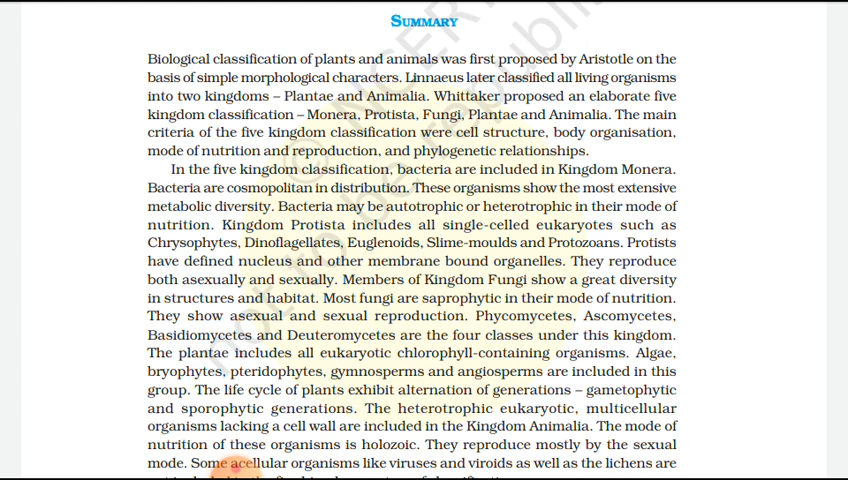 SUMMARY
Biological classification of plants and animals was first proposed by Aristotle on the
basis of simple morphological characters. Linnaeus later classified all living organisms
into two kingdoms – Plantae and Animalia. Whittaker proposed an elaborate five
kingdom classification – Monera, Protista, Fungi, Plantae and Animalia. The main
criteria of the five kingdom classification were cell structure, body organisation,
mode of nutrition and reproduction, and phylogenetic relationships.
In the five kingdom classification, bacteria are included in Kingdom Monera.
Bacteria are cosmopolitan in distribution. These organisms show the most extensive
metabolic diversity. Bacteria may be autotrophic or heterotrophic in their mode of
nutrition. Kingdom Protista includes all single-celled eukaryotes such as
Chrysophytes, Dinoflagellates, Euglenoids, Slime-moulds and Protozoans. Protists
have defined nucleus and other membrane bound organelles. They reproduce
both asexually and sexually. Members of Kingdom Fungi show a great diversity
in structures and habitat. Most fungi are saprophytic in their mode of nutrition.
They show asexual and sexual reproduction. Phycomycetes, Ascomycetes,
Basidiomycetes and Deuteromycetes are the four classes under this kingdom.
The plantae includes all eukaryotic chlorophyll-containing organisms. Algae,
bryophytes, pteridophytes, gymnosperms and angiosperms are included in this
group. The life cycle of plants exhibit alternation of generations – gametophytic
and sporophytic generations. The heterotrophic eukaryotic, multicellular
organisms lacking a cell wall are included in the Kingdom Animalia. The mode of
nutrition of these organisms is holozoic. They reproduce mostly by the sexual
mode. Some acellular organisms like viruses and viroids as well as the lichens are
© NCERT
not to be republi